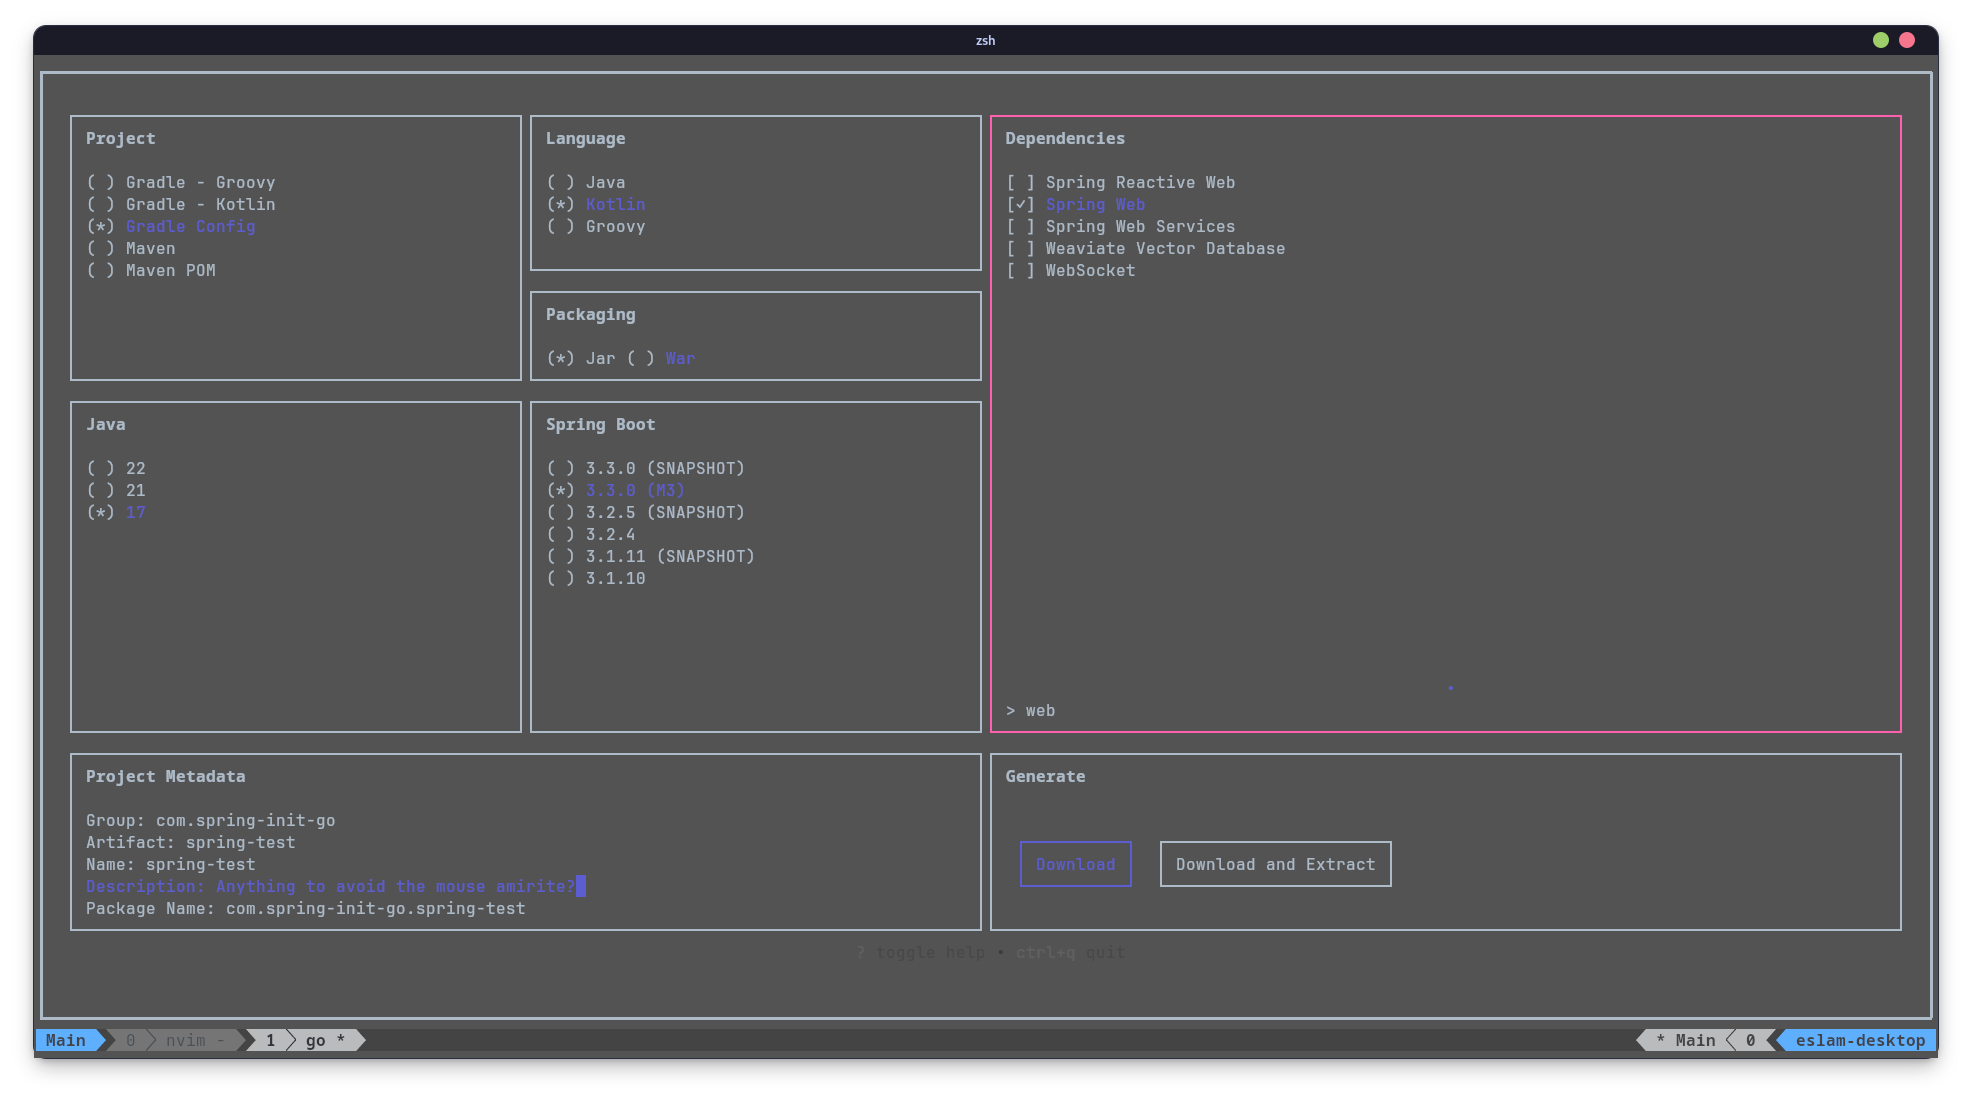 zsh
Project
( ) Gradle - Groovy
( ) Gradle - Kotlin
(*) Gradle Config
( ) Maven
( ) Maven POM
Language
( ) Java
(*) Kotlin
( ) Groovy
Packaging
(*) Jar ( ) War
Dependencies
[ ] Spring Reactive Web
[✓] Spring Web
[ ] Spring Web Services
[ ] Weaviate Vector Database
[ ] WebSocket
> web
Java
( ) 22
( ) 21
(*) 17
Spring Boot
( ) 3.3.0 (SNAPSHOT)
(*) 3.3.0 (M3)
( ) 3.2.5 (SNAPSHOT)
( ) 3.2.4
( ) 3.1.11 (SNAPSHOT)
( ) 3.1.10
Project Metadata
Group: com.spring-init-go
Artifact: spring-test
Name: spring-test
Description: Anything to avoid the mouse amirite?
Package Name: com.spring-init-go.spring-test
Generate
Download
Download and Extract
? toggle help • ctrl+q quit
Main 0 nvim - 1 go * * Main 0 eslam-desktop